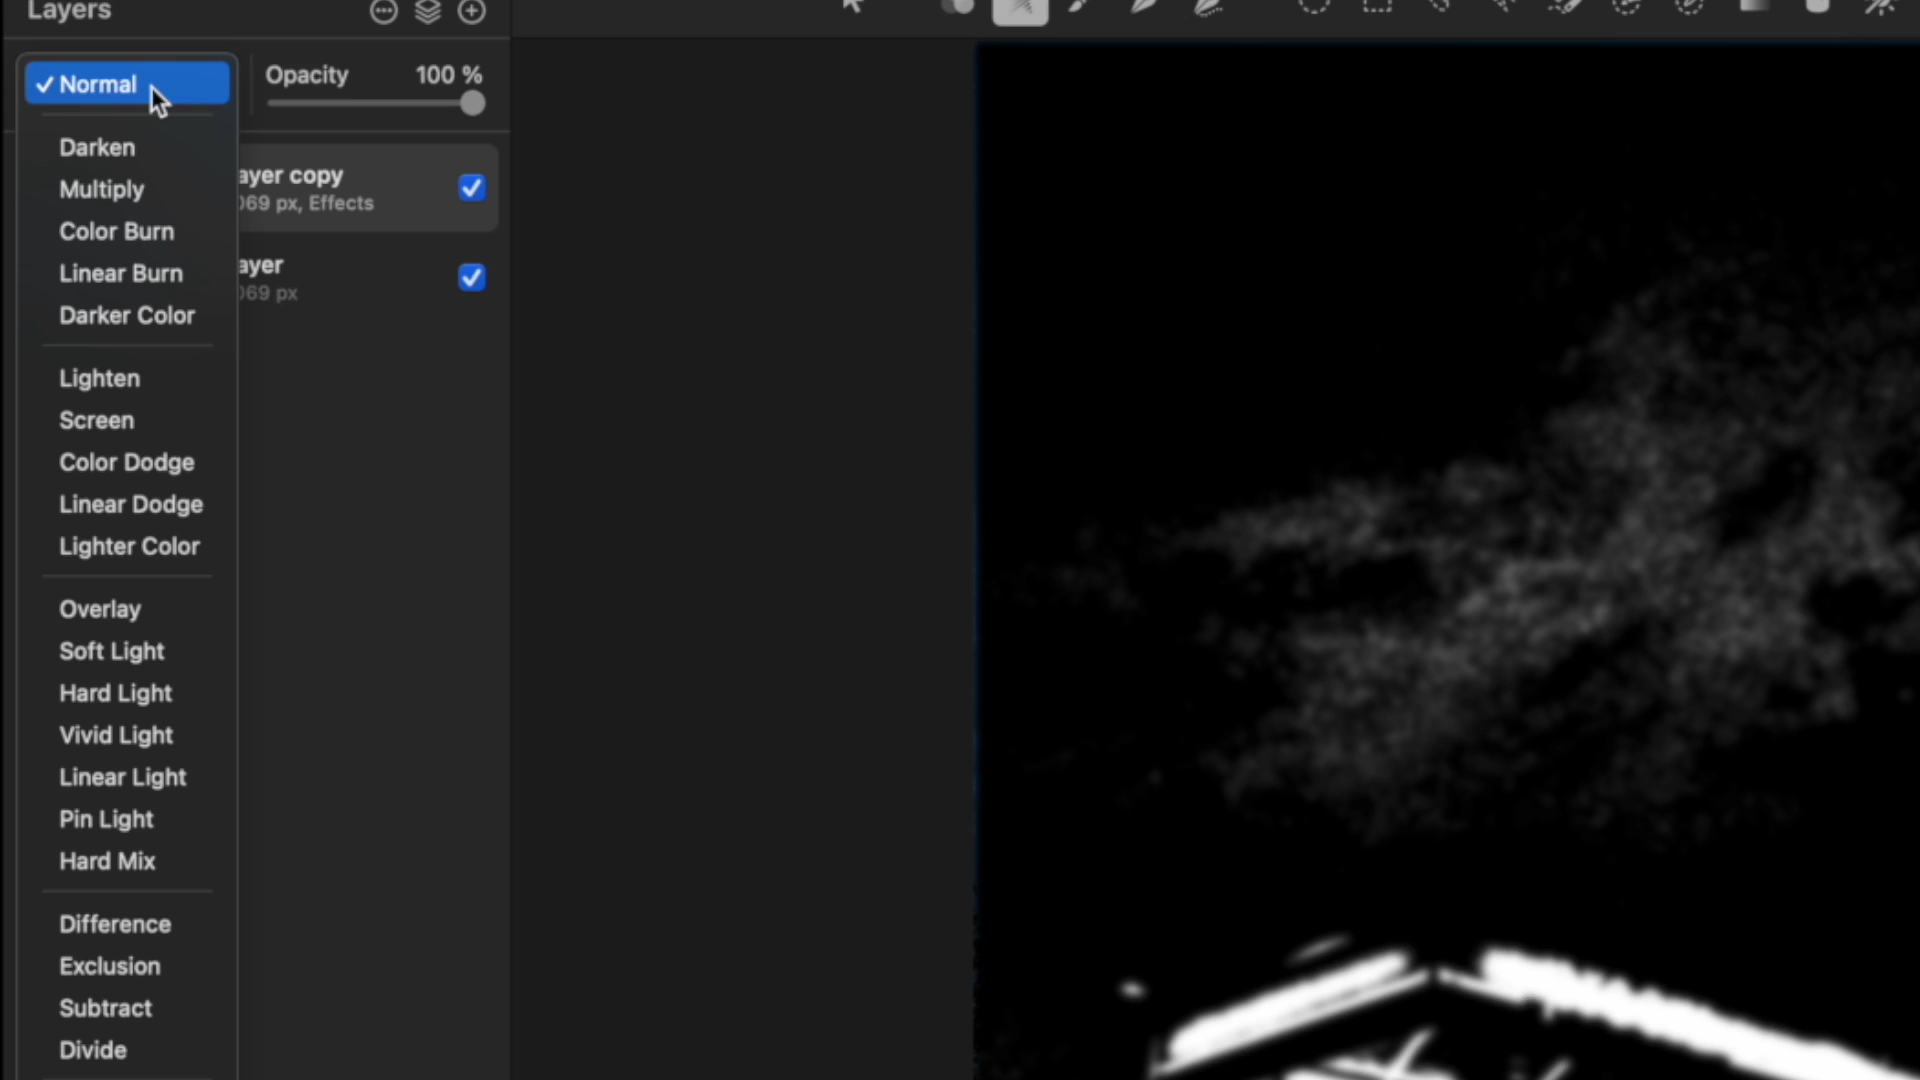 Layers
Normal
Opacity 100 %
Darken
Multiply
ayer copy
069 px, Effects
Color Burn
Linear Burn
ayer
069 px
Darker Color
Lighten
Screen
Color Dodge
Linear Dodge
Lighter Color
Overlay
Soft Light
Hard Light
Vivid Light
Linear Light
Pin Light
Hard Mix
Difference
Exclusion
Subtract
Divide